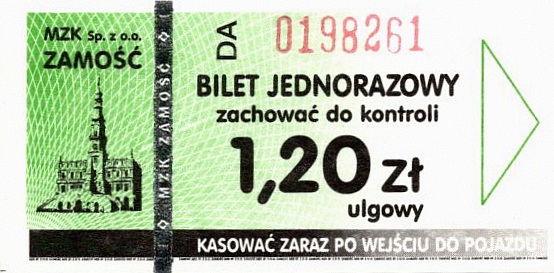 MZK Sp. z o.o.
ZAMOŚĆ
MZK ZAMOŚĆ
DA
0198261
BILET JEDNORAZOWY
zachować do kontroli
1,20 zł
ulgowy
KASOWAĆ ZARAZ PO WEJŚCIU DO POJAZDU